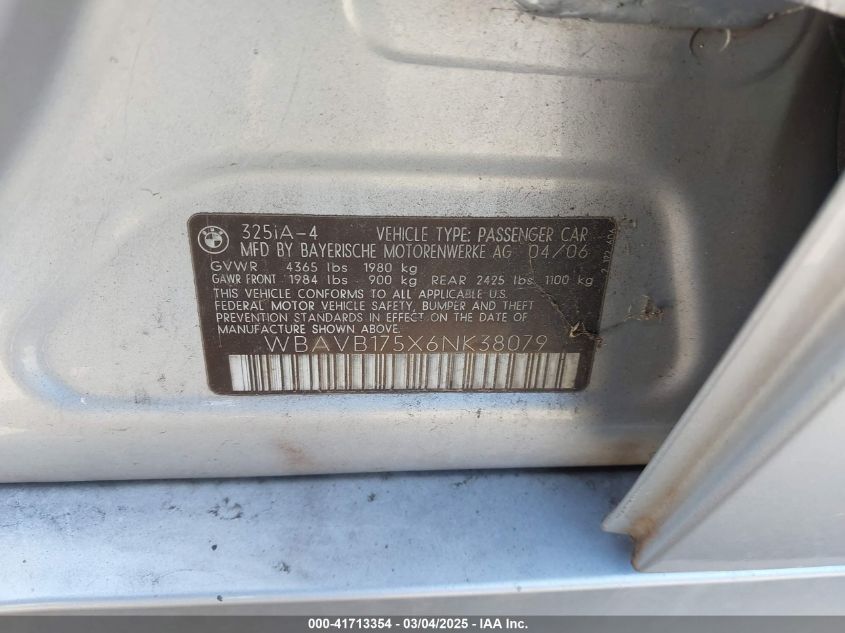 BMW 325iA-4 VEHICLE TYPE: PASSENGER CAR
MFD BY BAYERISCHE MOTORENWERKE AG 04/06
GVWR 4365 lbs 1980 kg
GAWR FRONT 1984 lbs - 900 kg REAR 2425 lbs 1100 kg
THIS VEHICLE CONFORMS TO ALL APPLICABLE U.S.
FEDERAL MOTOR VEHICLE SAFETY, BUMPER AND THEFT
PREVENTION STANDARDS IN EFFECT ON THE DATE OF
MANUFACTURE SHOWN ABOVE.
WBAVB175X6NK38079
000-41713354 - 03/04/2025 - IAA Inc.